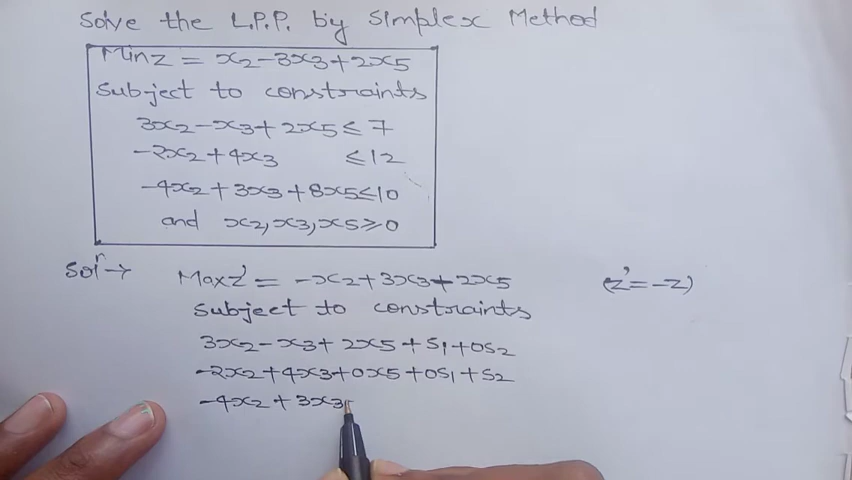 Solve the L.P.P. by Simplex Method
Min z = x2 - 3x3 + 2x5
Subject to constraints
3x2 - x3 + 2x5 ≤ 7
-2x2 + 4x3 ≤ 12
-4x2 + 3x3 + 8x5 ≤ 10
and x2, x3, x5 ≥ 0
Solⁿ → Max z' = -x2 + 3x3 - 2x5 (z' = -z)
Subject to constraints
3x2 - x3 + 2x5 + S1 + 0S2
-2x2 + 4x3 + 0x5 + 0S1 + S2
-4x2 + 3x3